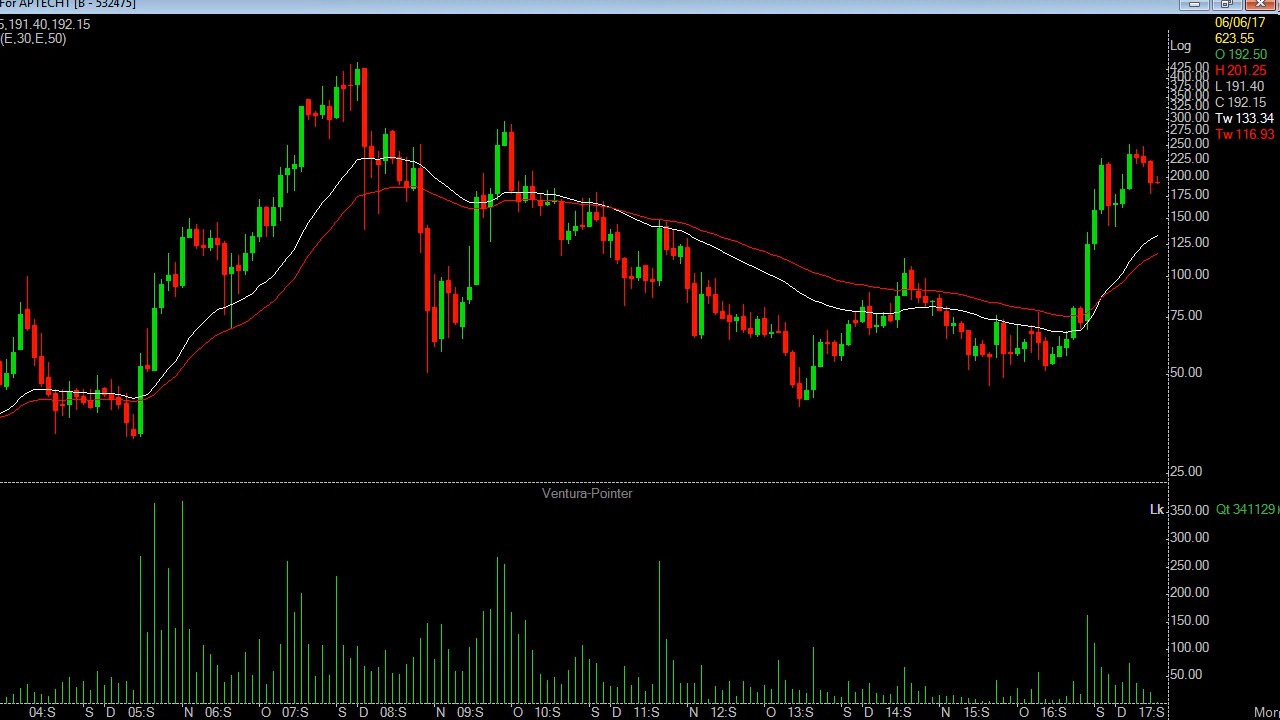 For APTECHT [B - 532475]
5,191.40,192.15
(E,30,E,50)
06/06/17
623.55
O 192.50
H 201.25
L 191.40
C 192.15
Tw 133.34
Tw 116.93
Log
425.00
400.00
375.00
350.00
325.00
300.00
275.00
250.00
225.00
200.00
175.00
150.00
125.00
100.00
75.00
50.00
25.00
Ventura-Pointer
Lk
350.00
Qt 341129
300.00
250.00
200.00
150.00
100.00
50.00
04:S S D 05:S N 06:S O 07:S S D 08:S N 09:S O 10:S S D 11:S N 12:S O 13:S S D 14:S N 15:S O 16:S S D 17:S Mor